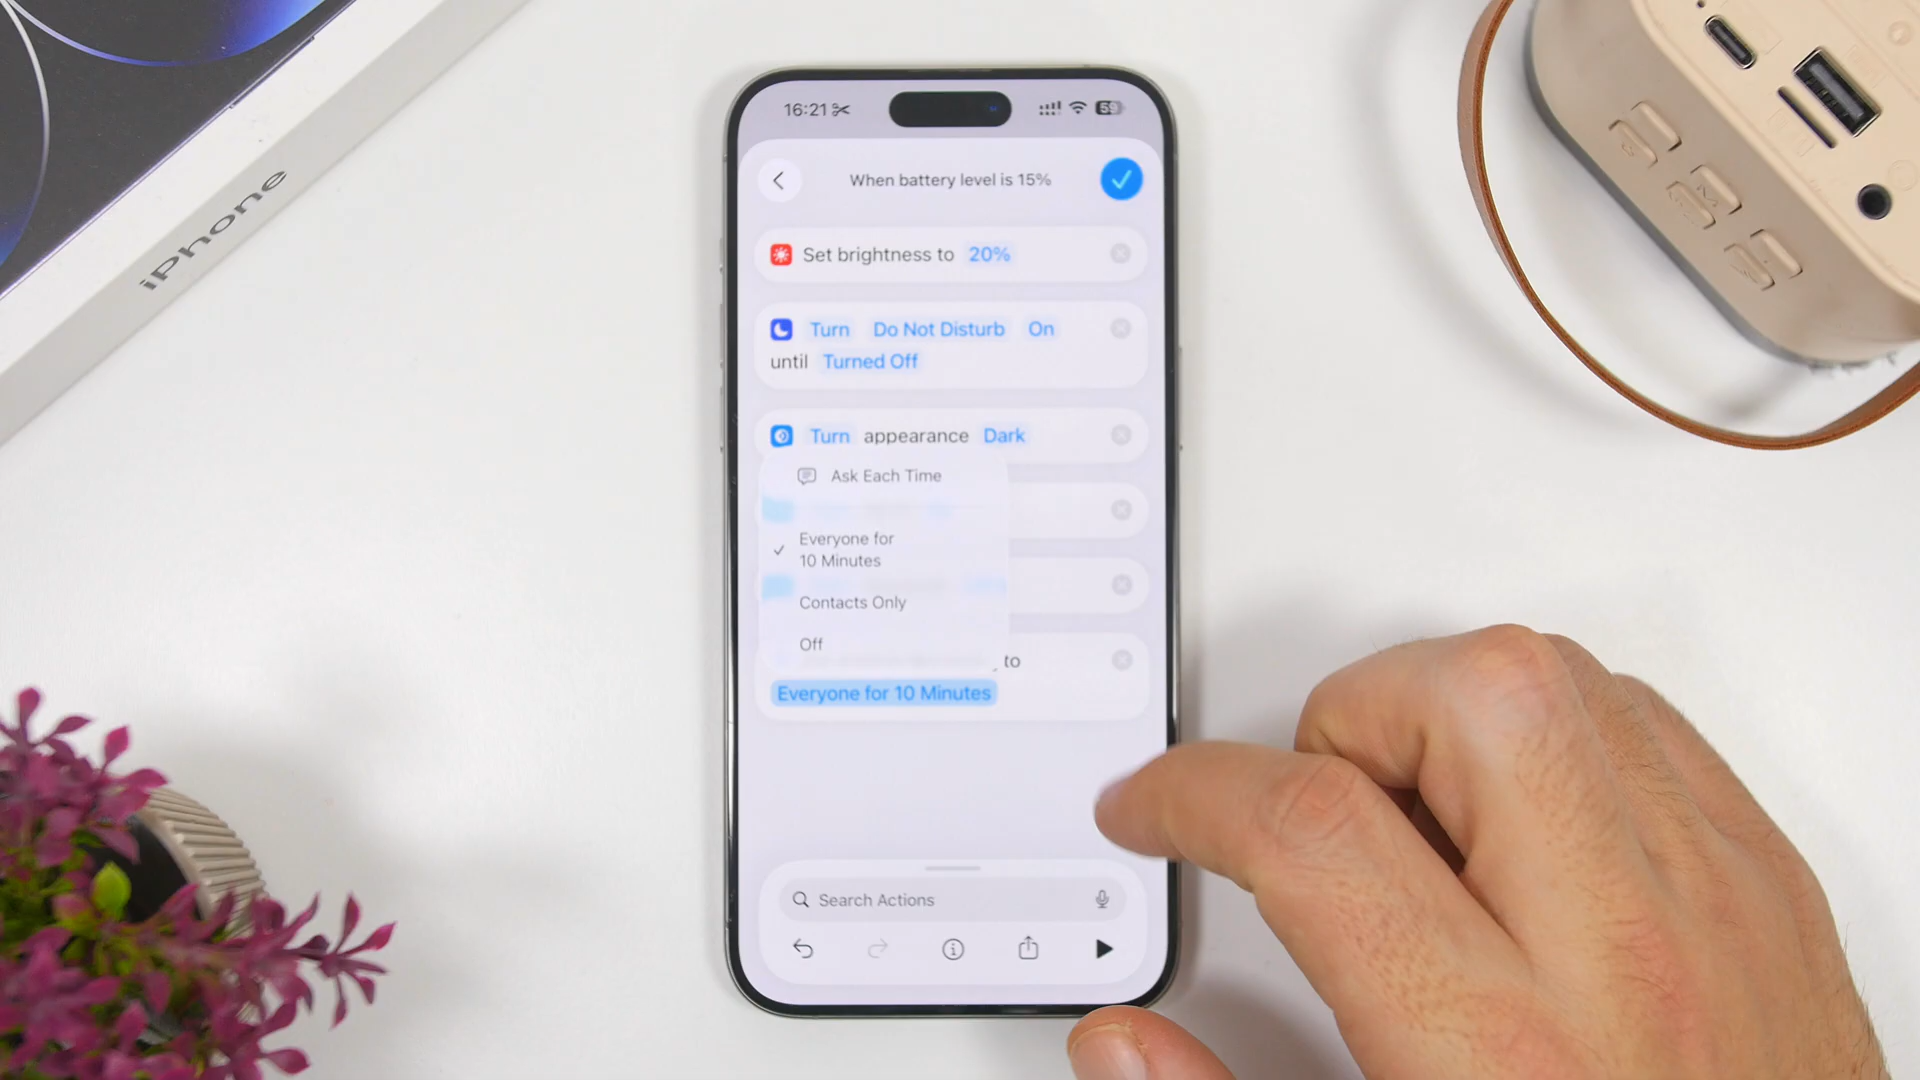 iPhone
16:21
59
When battery level is 15%
Set brightness to 20%
Turn Do Not Disturb On
until Turned Off
Turn appearance Dark
Ask Each Time
Everyone for
10 Minutes
Contacts Only
Off
to
Everyone for 10 Minutes
Search Actions